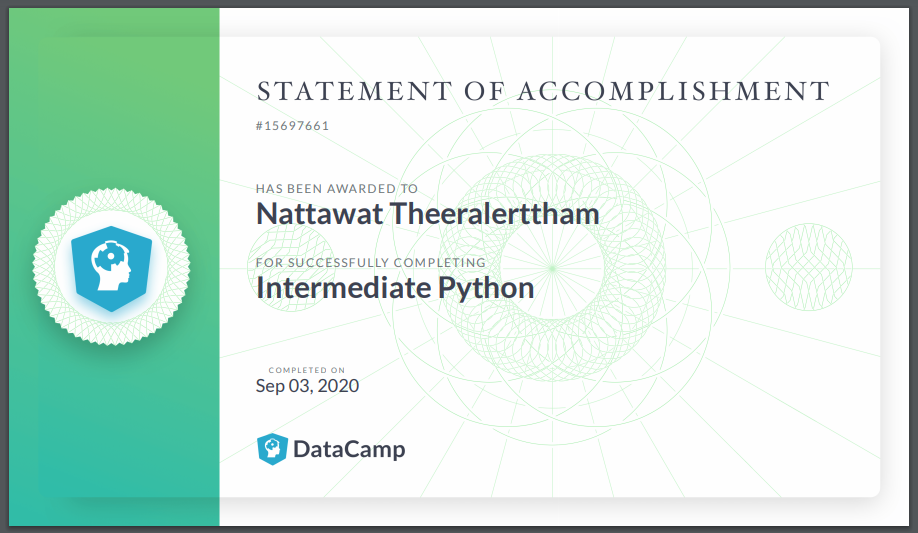 STATEMENT OF ACCOMPLISHMENT
#15697661
HAS BEEN AWARDED TO
Nattawat Theeralerttham
FOR SUCCESSFULLY COMPLETING
Intermediate Python
COMPLETED ON
Sep 03, 2020
DataCamp